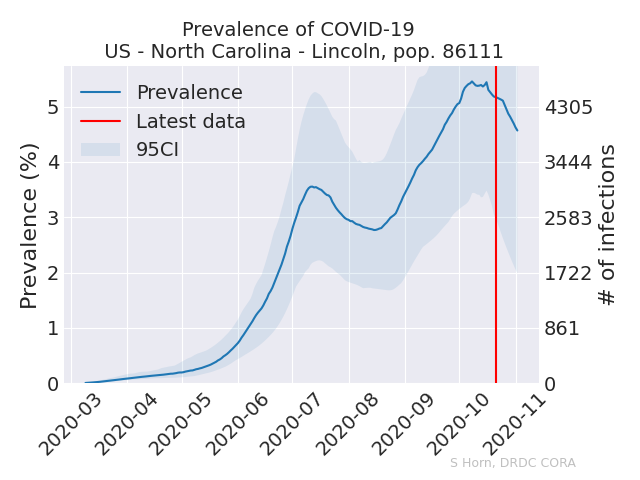 Prevalence of COVID-19
US - North Carolina - Lincoln, pop. 86111
Prevalence
Latest data
95CI
Prevalence (%)
5
4
3
2
1
0
4305
3444
2583
1722
861
0
# of infections
2020-03
2020-04
2020-05
2020-06
2020-07
2020-08
2020-09
2020-10
2020-11
S Horn, DRDC CORA